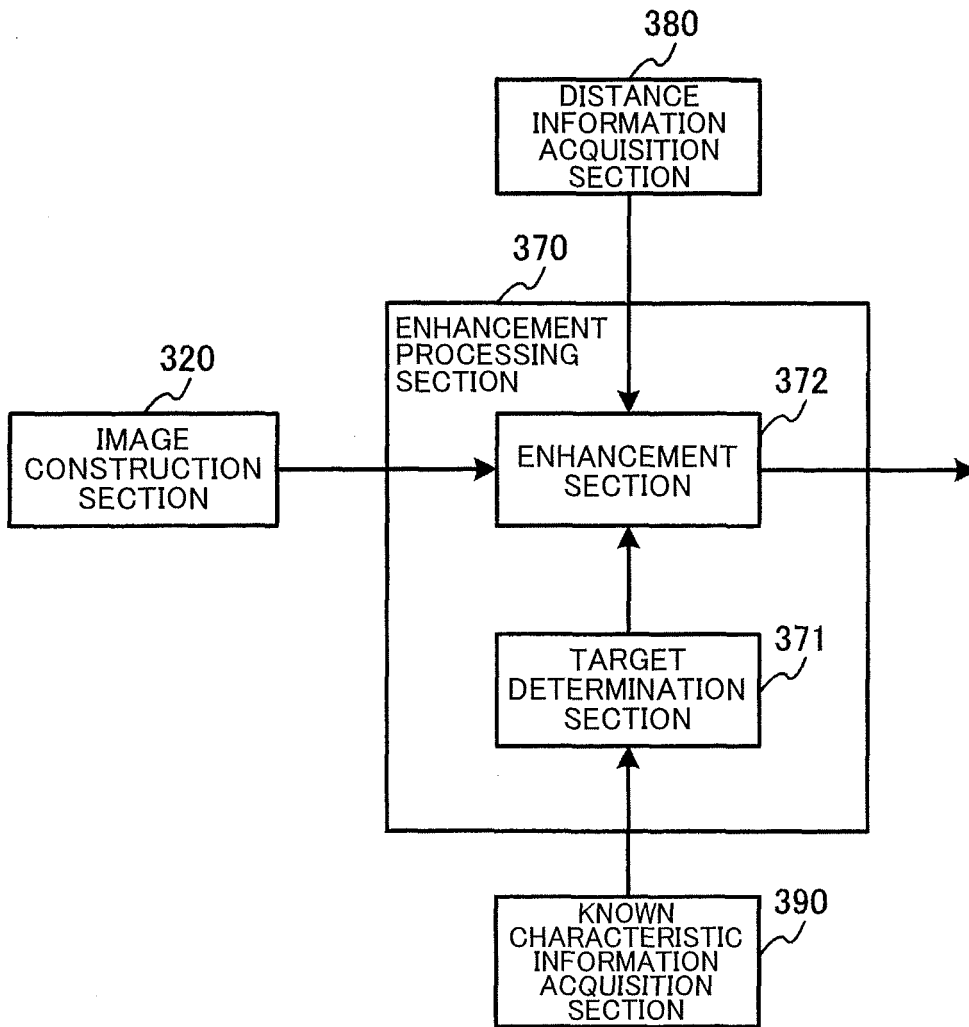 380
DISTANCE
INFORMATION
ACQUISITION
SECTION
370
ENHANCEMENT
PROCESSING
SECTION
320
IMAGE
CONSTRUCTION
SECTION
372
ENHANCEMENT
SECTION
371
TARGET
DETERMINATION
SECTION
390
KNOWN
CHARACTERISTIC
INFORMATION
ACQUISITION
SECTION